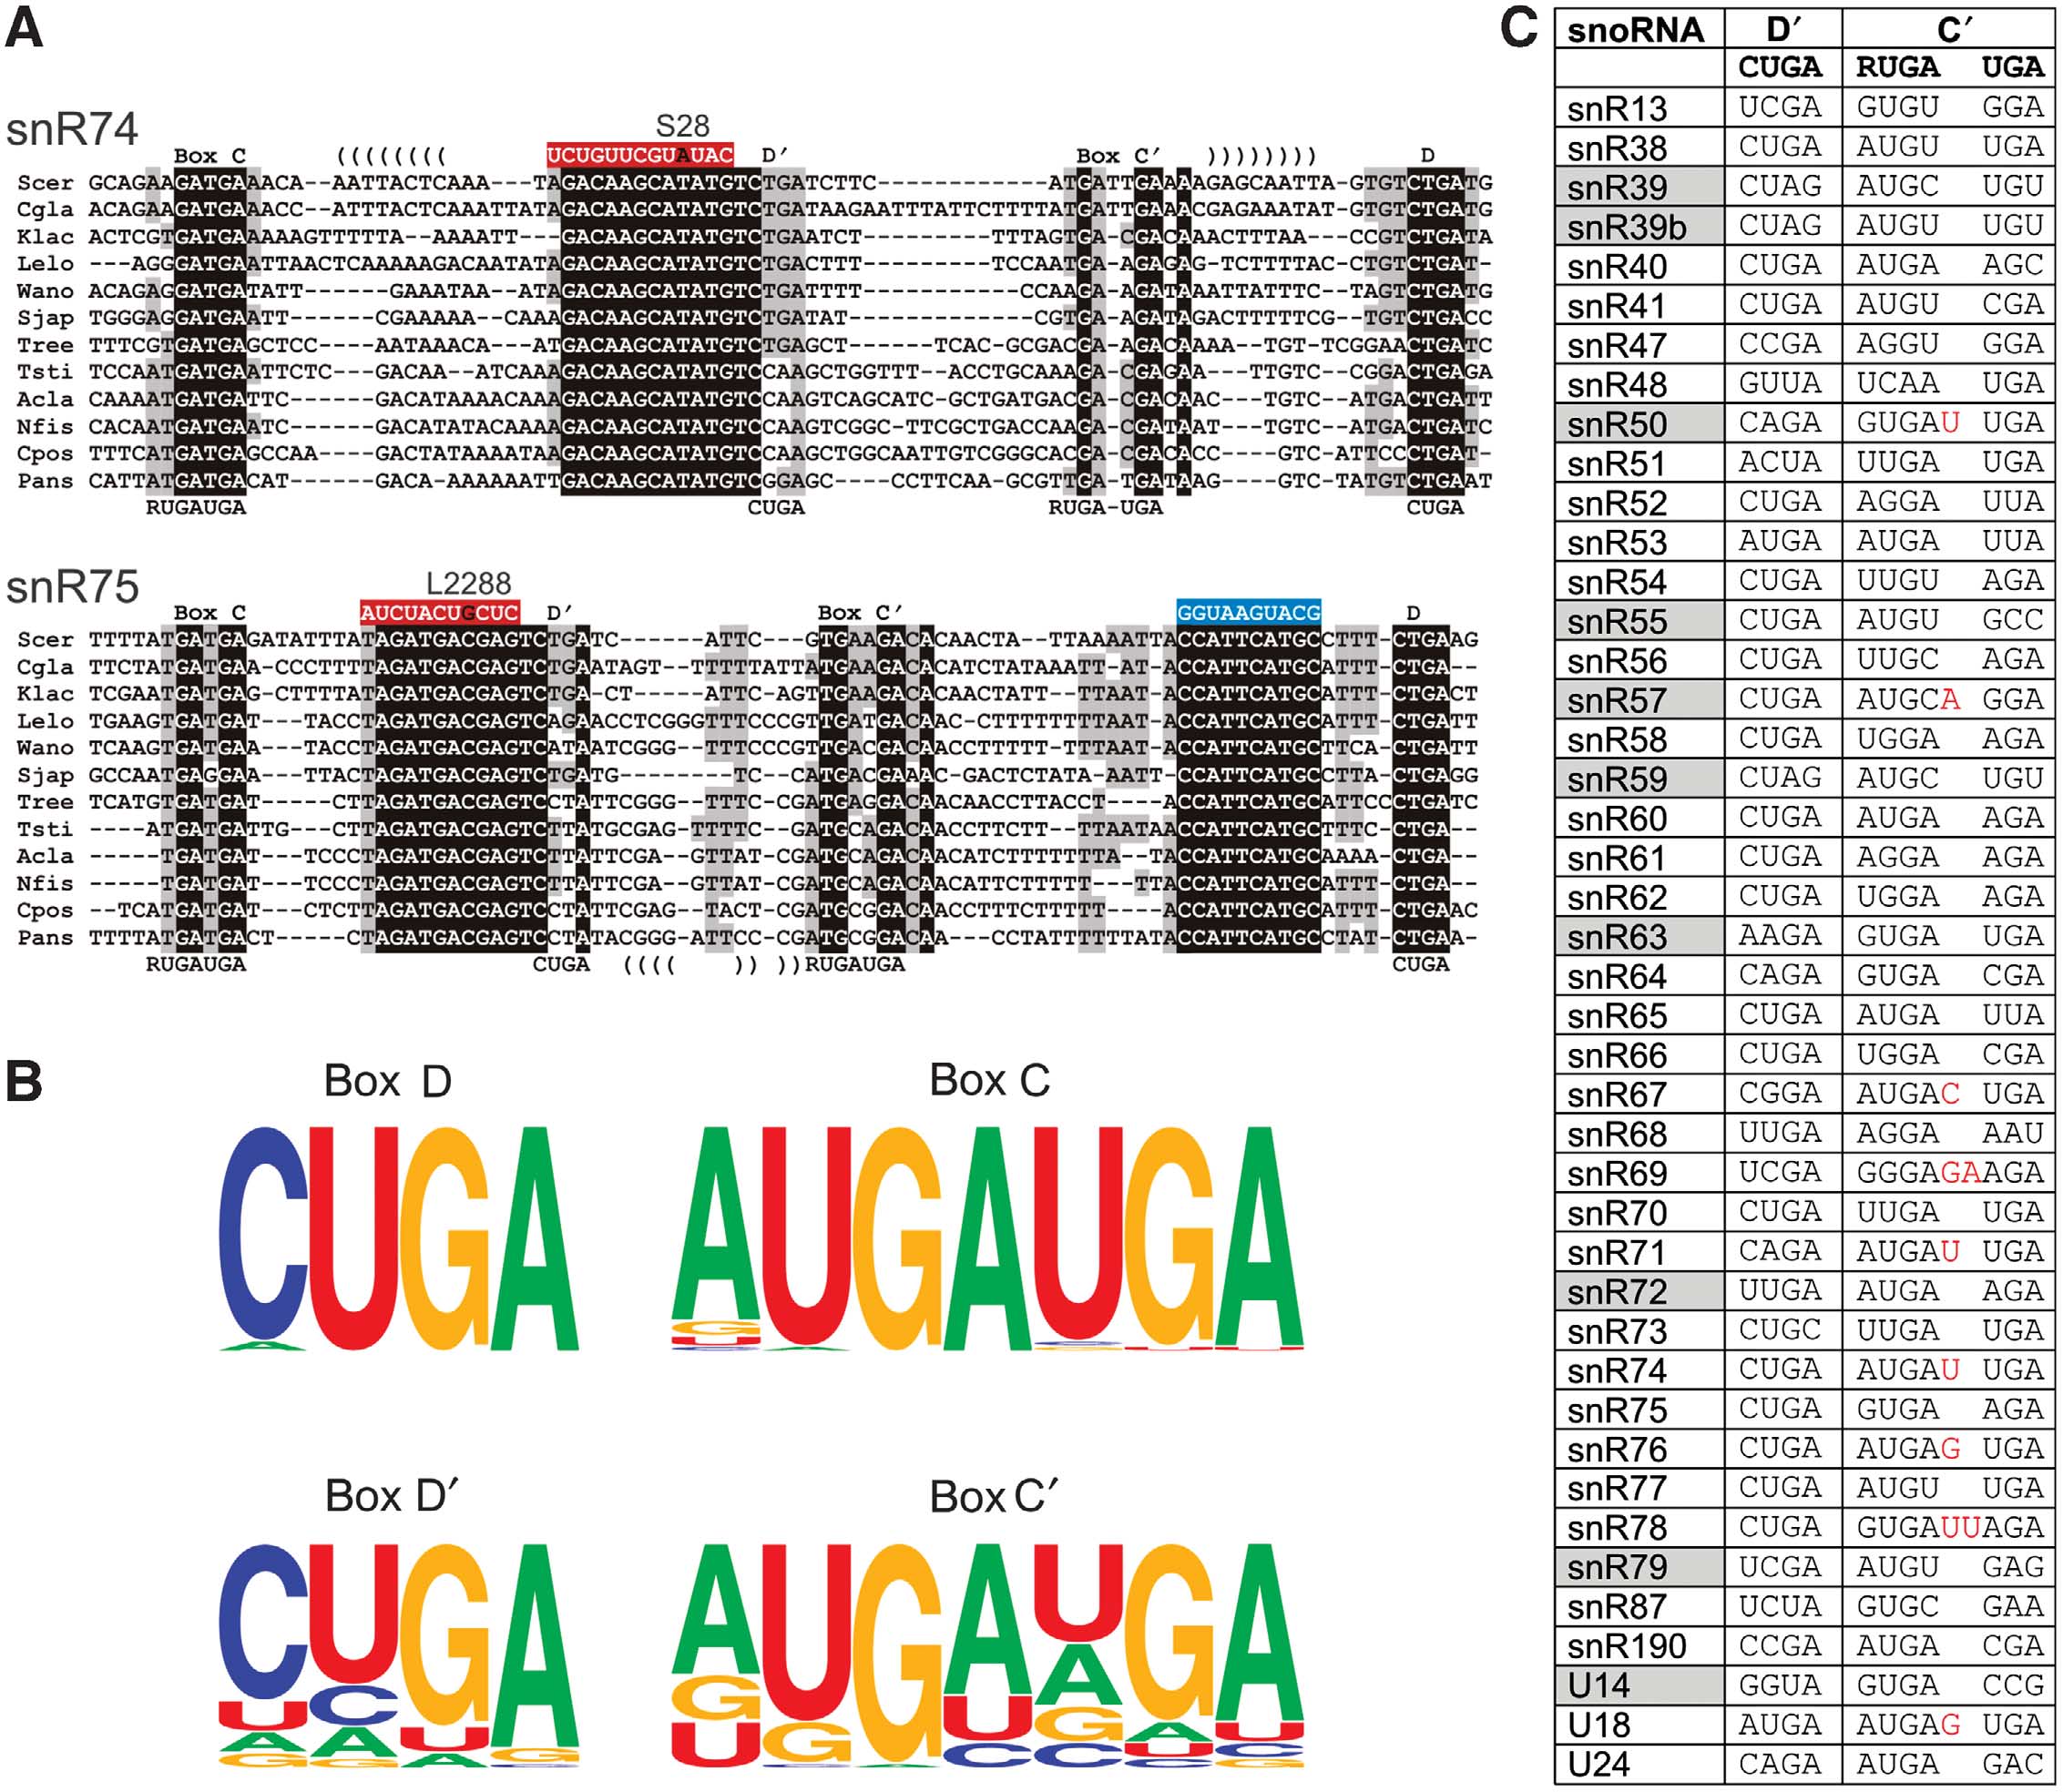 A
snR74
S28
Box C ((((((((  UCUGUUCGUAUAC D′ Box C′ )))))))) D
Scer GCAGAAGATGAAACA--AATTACTCAAA---TAGACAAGCATATGTCTGATCTTC------------ATGATTGAAAAGAGCAATTA-GTGTCTGATG
Cgla ACAGAAGATGAAACC--ATTTACTCAAATTATAGACAAGCATATGTCTGATAAGAATTTATTCTTTTATGATTGAAACGAGAAATAT-GTGTCTGATG
Klac ACTCGTGATGAAAAAGTTTTTA--AAAATT---GACAAGCATATGTCTGAATCT---------TTTAGTGA-CGACAAACTTTAA---CCGTCTGATA
Lelo ---AGGGATGAATTAACTCAAAAAGACAATATAGACAAGCATATGTCTGACTTT---------TCCAATGA-AGAGAG-TCTTTTAC-CTGTCTGAT-
Wano ACAGAGGATGATATT------GAAATAA--ATAGACAAGCATATGTCTGATTTT-----------CCAAGA-AGATAAATTATTTC--TAGTCTGATG
Sjap TGGGAGGATGAATT------CGAAAAA--CAAAGACAAGCATATGTCTGATAT-------------CGTGA-AGATAGACTTTTTCG--TGTCTGACC
Tree TTTCGTGATGAGCTCC----AATAAACA---ATGACAAGCATATGTCTGAGCT------TCAC-GCGACGA-AGACAAAA--TGT-TCGGAACTGATC
Tsti TCCAATGATGAATTCTC---GACAA--ATCAAAGACAAGCATATGTCCAAGCTGGTTT--ACCTGCAAAGA-CGAGAA---TTGTC--CGGACTGAGA
Acla CAAAATGATGATTC------GACATAAAACAAAGACAAGCATATGTCCAAGTCAGCATC-GCTGATGACGA-CGACAAC---TGTC--ATGACTGATT
Nfis CACAATGATGAATC------GACATATACAAAAGACAAGCATATGTCCAAGTCGGC-TTCGCTGACCAAGA-CGATAAT---TGTC--ATGACTGATC
Cpos TTTCATGATGAGCCAA----GACTATAAAATAAGACAAGCATATGTCCAAGCTGGCAATTGTCGGGCACGA-CGACACC----GTC-ATTCCCTGAT-
Pans CATTATGATGACAT------GACA-AAAAAATTGACAAGCATATGTCGGAGC----CCTTCAA-GCGTTGA-TGATAAG----GTC-TATGTCTGAAT
RUGAUGA CUGA RUGA-UGA CUGA
snR75
L2288
Box C AUCUACUGCUC D′ Box C′ GGUAAGUACG D
Scer TTTTATGATGAGATATTTATAGATGACGAGTCTGATC------ATTC---GTGAAGACACAACTA--TTAAAATTACCATTCATGCCTTT-CTGAAG
Cgla TTCTATGATGAA-CCCTTTTAGATGACGAGTCTGAATAGT--TTTTTATTATGAAGACACATCTATAAATT-AT-ACCATTCATGCATTT-CTGA--
Klac TCGAATGATGAG-CTTTTATAGATGACGAGTCTGA-CT-----ATTC-AGTTGAAGACACAACTATT--TTAAT-ACCATTCATGCATTT-CTGACT
Lelo TGAAGTGATGAT---TACCTAGATGACGAGTCAGAACCTCGGGTTTCCCGTTGATGACAAC-CTTTTTTTTTAAT-ACCATTCATGCATTT-CTGATT
Wano TCAAGTGATGAA---TACCTAGATGACGAGTCATAATCGGG--TTTCCCGTTGACGACAACCTTTTT-TTTAAT-ACCATTCATGCTTCA-CTGATT
Sjap GCCAATGAGGAA---TTACTAGATGACGAGTCTGATG--------TC--CATGACGAAAC-GACTCTATA-AATT-CCATTCATGCCTTA-CTGAGG
Tree TCATGTGATGAT-----CTTAGATGACGAGTCCTATTCGGG--TTTC--CGATGAGGACAACAACCTTACCT----ACCATTCATGCATTCCCTGATC
Tsti ----ATGATGATTG---CTTAGATGACGAGTCTTATGCGAG-TTTTC--GATGCAGACAACCTTCTT--TTAATAACCATTCATGCTTTC-CTGA--
Acla -----TGATGAT---TCCCTAGATGACGAGTCTTATTCGA--GTTAT-CGATGCAGACAACATCTTTTTTTTA--TACCATTCATGCAAAA-CTGA--
Nfis -----TGATGAT---TCCCTAGATGACGAGTCTTATTCGA--GTTAT-CGATGCAGACAACATTCTTTTT---TTACCATTCATGCATTT-CTGA--
Cpos --TCATGATGAT---CTCTTAGATGACGAGTCCTATTCGAG--TACT-CGATGCGGACAACCTTTCTTTTT----ACCATTCATGCATTT-CTGAAC
Pans TTTTATGATGACT-----CTAGATGACGAGTCCTATACGGG-ATTCC-CGATGCGGACAA---CCTATTTTTTATACCATTCATGCCTAT-CTGAA-
RUGAUGA CUGA (((( )) ))RUGAUGA CUGA
B
Box D Box C
CUGA AUGAUGA
Box D′ Box C′
CUGA AUGAUGA
C
snoRNA D′ C′
CUGA RUGA UGA
snR13 UCGA GUGU GGA
snR38 CUGA AUGU UGA
snR39 CUAG AUGC UGU
snR39b CUAG AUGU UGU
snR40 CUGA AUGA AGC
snR41 CUGA AUGU CGA
snR47 CCGA AGGU GGA
snR48 GUUA UCAA UGA
snR50 CAGA GUGAU UGA
snR51 ACUA UUGA UGA
snR52 CUGA AGGA UUA
snR53 AUGA AUGA UUA
snR54 CUGA UUGU AGA
snR55 CUGA AUGU GCC
snR56 CUGA UUGC AGA
snR57 CUGA AUGCA GGA
snR58 CUGA UGGA AGA
snR59 CUAG AUGC UGU
snR60 CUGA AUGA AGA
snR61 CUGA AGGA AGA
snR62 CUGA UGGA AGA
snR63 AAGA GUGA UGA
snR64 CAGA GUGA CGA
snR65 CUGA AUGA UUA
snR66 CUGA UGGA CGA
snR67 CGGA AUGAC UGA
snR68 UUGA AGGA AAU
snR69 UCGA GGGAGAAGA
snR70 CUGA UUGA UGA
snR71 CAGA AUGAU UGA
snR72 UUGA AUGA AGA
snR73 CUGC UUGA UGA
snR74 CUGA AUGAU UGA
snR75 CUGA GUGA AGA
snR76 CUGA AUGAG UGA
snR77 CUGA AUGU UGA
snR78 CUGA GUGAUUAGA
snR79 UCGA AUGU GAG
snR87 UCUA GUGC GAA
snR190 CCGA AUGA CGA
U14 GGUA GUGA CCG
U18 AUGA AUGAG UGA
U24 CAGA AUGA GAC